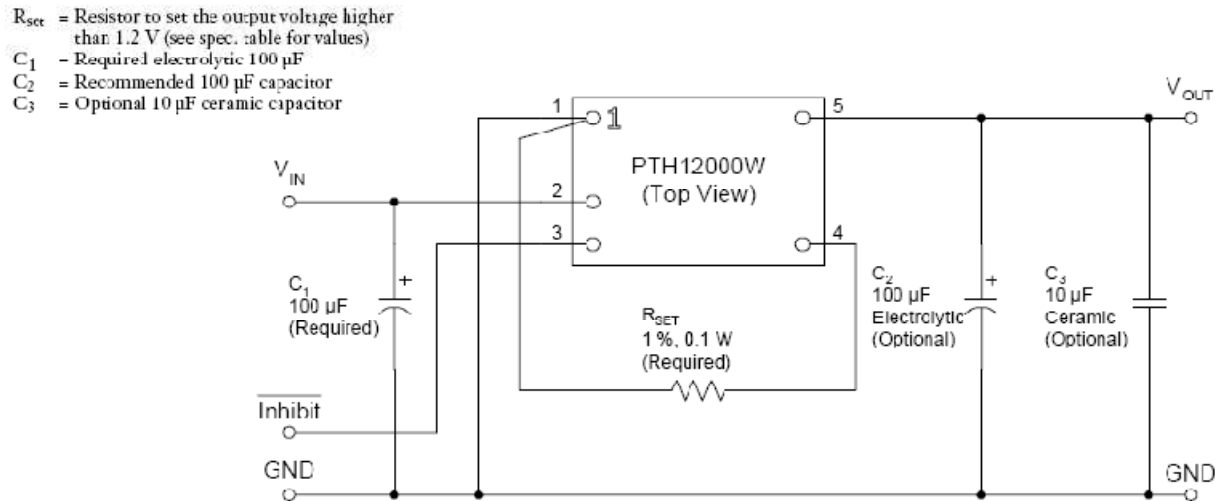 Rset = Resistor to set the output voltage higher
than 1.2 V (see spec. table for values)
C1 – Required electrolytic 100 µF
C2 = Recommended 100 µF capacitor
C3 = Optional 10 µF ceramic capacitor
1
1
5
VOUT
PTH12000W
(Top View)
VIN
2
3
4
C1
100 µF
(Required)
+
RSET
1 %, 0.1 W
(Required)
C2
100 µF
Electrolytic
(Optional)
+
C3
10 µF
Ceramic
(Optional)
Inhibit
GND
GND